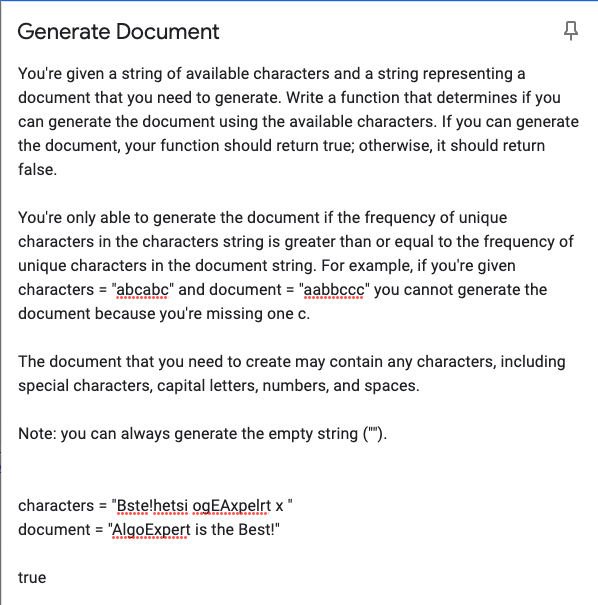 Generate Document
You're given a string of available characters and a string representing a
document that you need to generate. Write a function that determines if you
can generate the document using the available characters. If you can generate
the document, your function should return true; otherwise, it should return
false.
You're only able to generate the document if the frequency of unique
characters in the characters string is greater than or equal to the frequency of
unique characters in the document string. For example, if you're given
characters = "abcabc" and document = "aabbccc" you cannot generate the
document because you're missing one c.
The document that you need to create may contain any characters, including
special characters, capital letters, numbers, and spaces.
Note: you can always generate the empty string ("").
characters = "Bste!hetsi ogEAxpelrt x "
document = "AlgoExpert is the Best!"
true